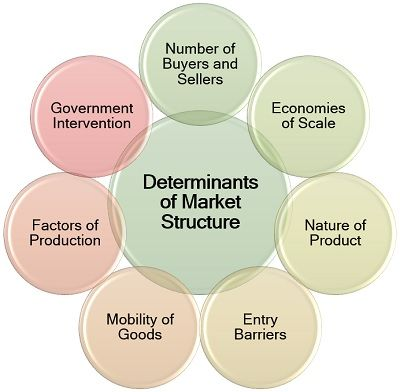 Number of
Buyers and
Sellers
Government
Intervention
Economies
of Scale
Determinants
of Market
Structure
Factors of
Production
Nature of
Product
Mobility of
Goods
Entry
Barriers